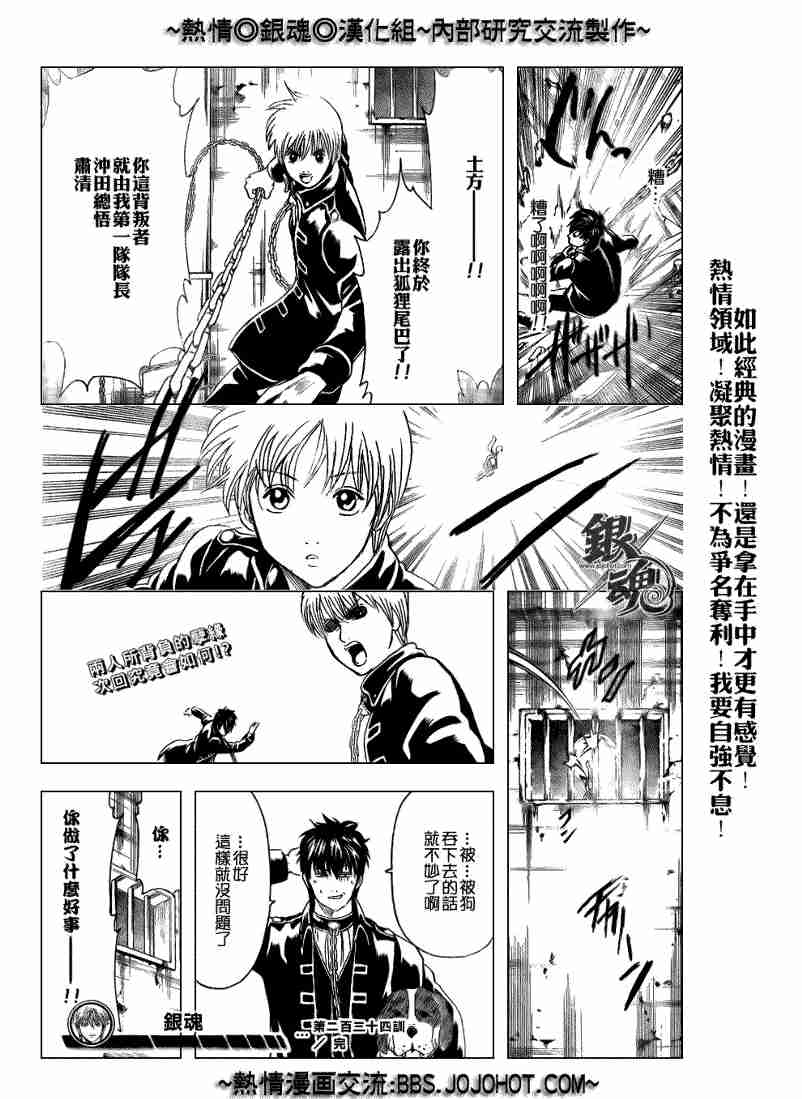 ~熱情◎銀魂◎漢化組~內部研究交流製作~
糟…
糟了啊啊啊啊啊!!
土方——!!
你終於
露出狐狸尾巴了!!
你這背叛者
就由我第一隊隊長
沖田總悟
肅清
如此經典的漫畫！還是拿在手中才更有感覺！
熱情領域！凝聚熱情！不為爭名奪利！我要自強不息！
銀魂
www.jojohot.com
兩人所背負的孽緣
次回究竟會如何!?
…被…被狗
吞下去的話
就不妙了啊
…很好
這樣就沒問題了
你…
你做了什麼好事——!!
銀魂
第二百三十四訓
…/完
~熱情漫画交流:BBS.JOJOHOT.COM~